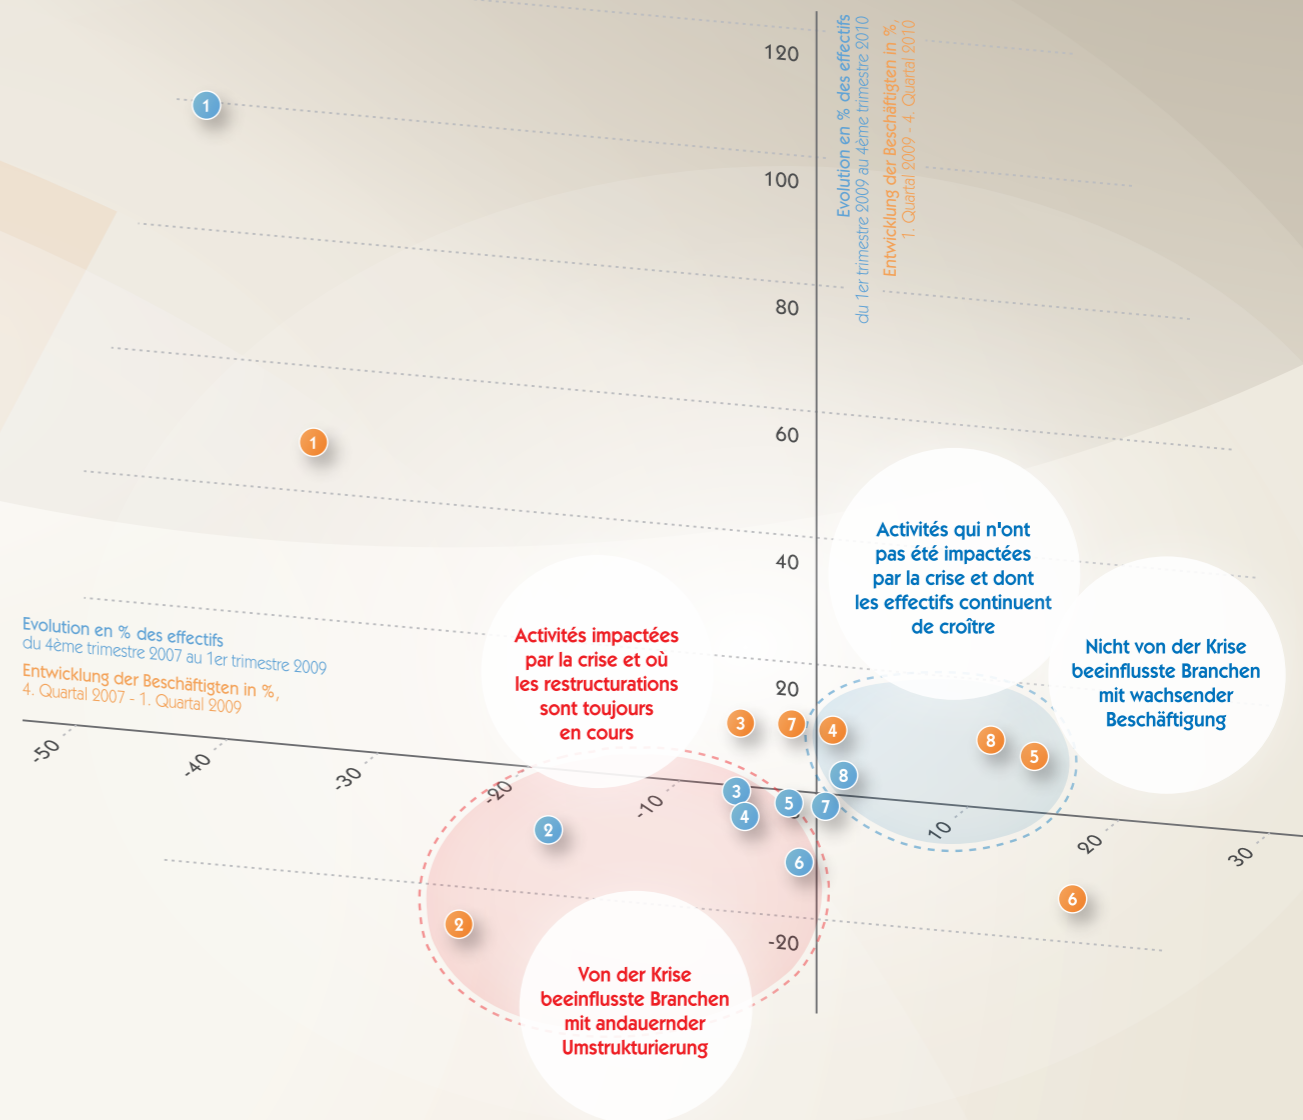 Evolution en % des effectifs
du 1er trimestre 2009 au 4ème trimestre 2010
Entwicklung der Beschäftigten in %,
1. Quartal 2009 - 4. Quartal 2010
120
100
80
60
40
20
-20
1
1
Activités qui n'ont
pas été impactées
par la crise et dont
les effectifs continuent
de croître
Nicht von der Krise
beeinflusste Branchen
mit wachsender
Beschäftigung
Activités impactées
par la crise et où
les restructurations
sont toujours
en cours
Evolution en % des effectifs
du 4ème trimestre 2007 au 1er trimestre 2009
Entwicklung der Beschäftigten in %,
4. Quartal 2007 - 1. Quartal 2009
-50
-40
-30
-20
-10
10
20
30
3
7
4
8
5
8
3
4
5
7
2
6
2
6
Von der Krise
beeinflusste Branchen
mit andauernder
Umstrukturierung